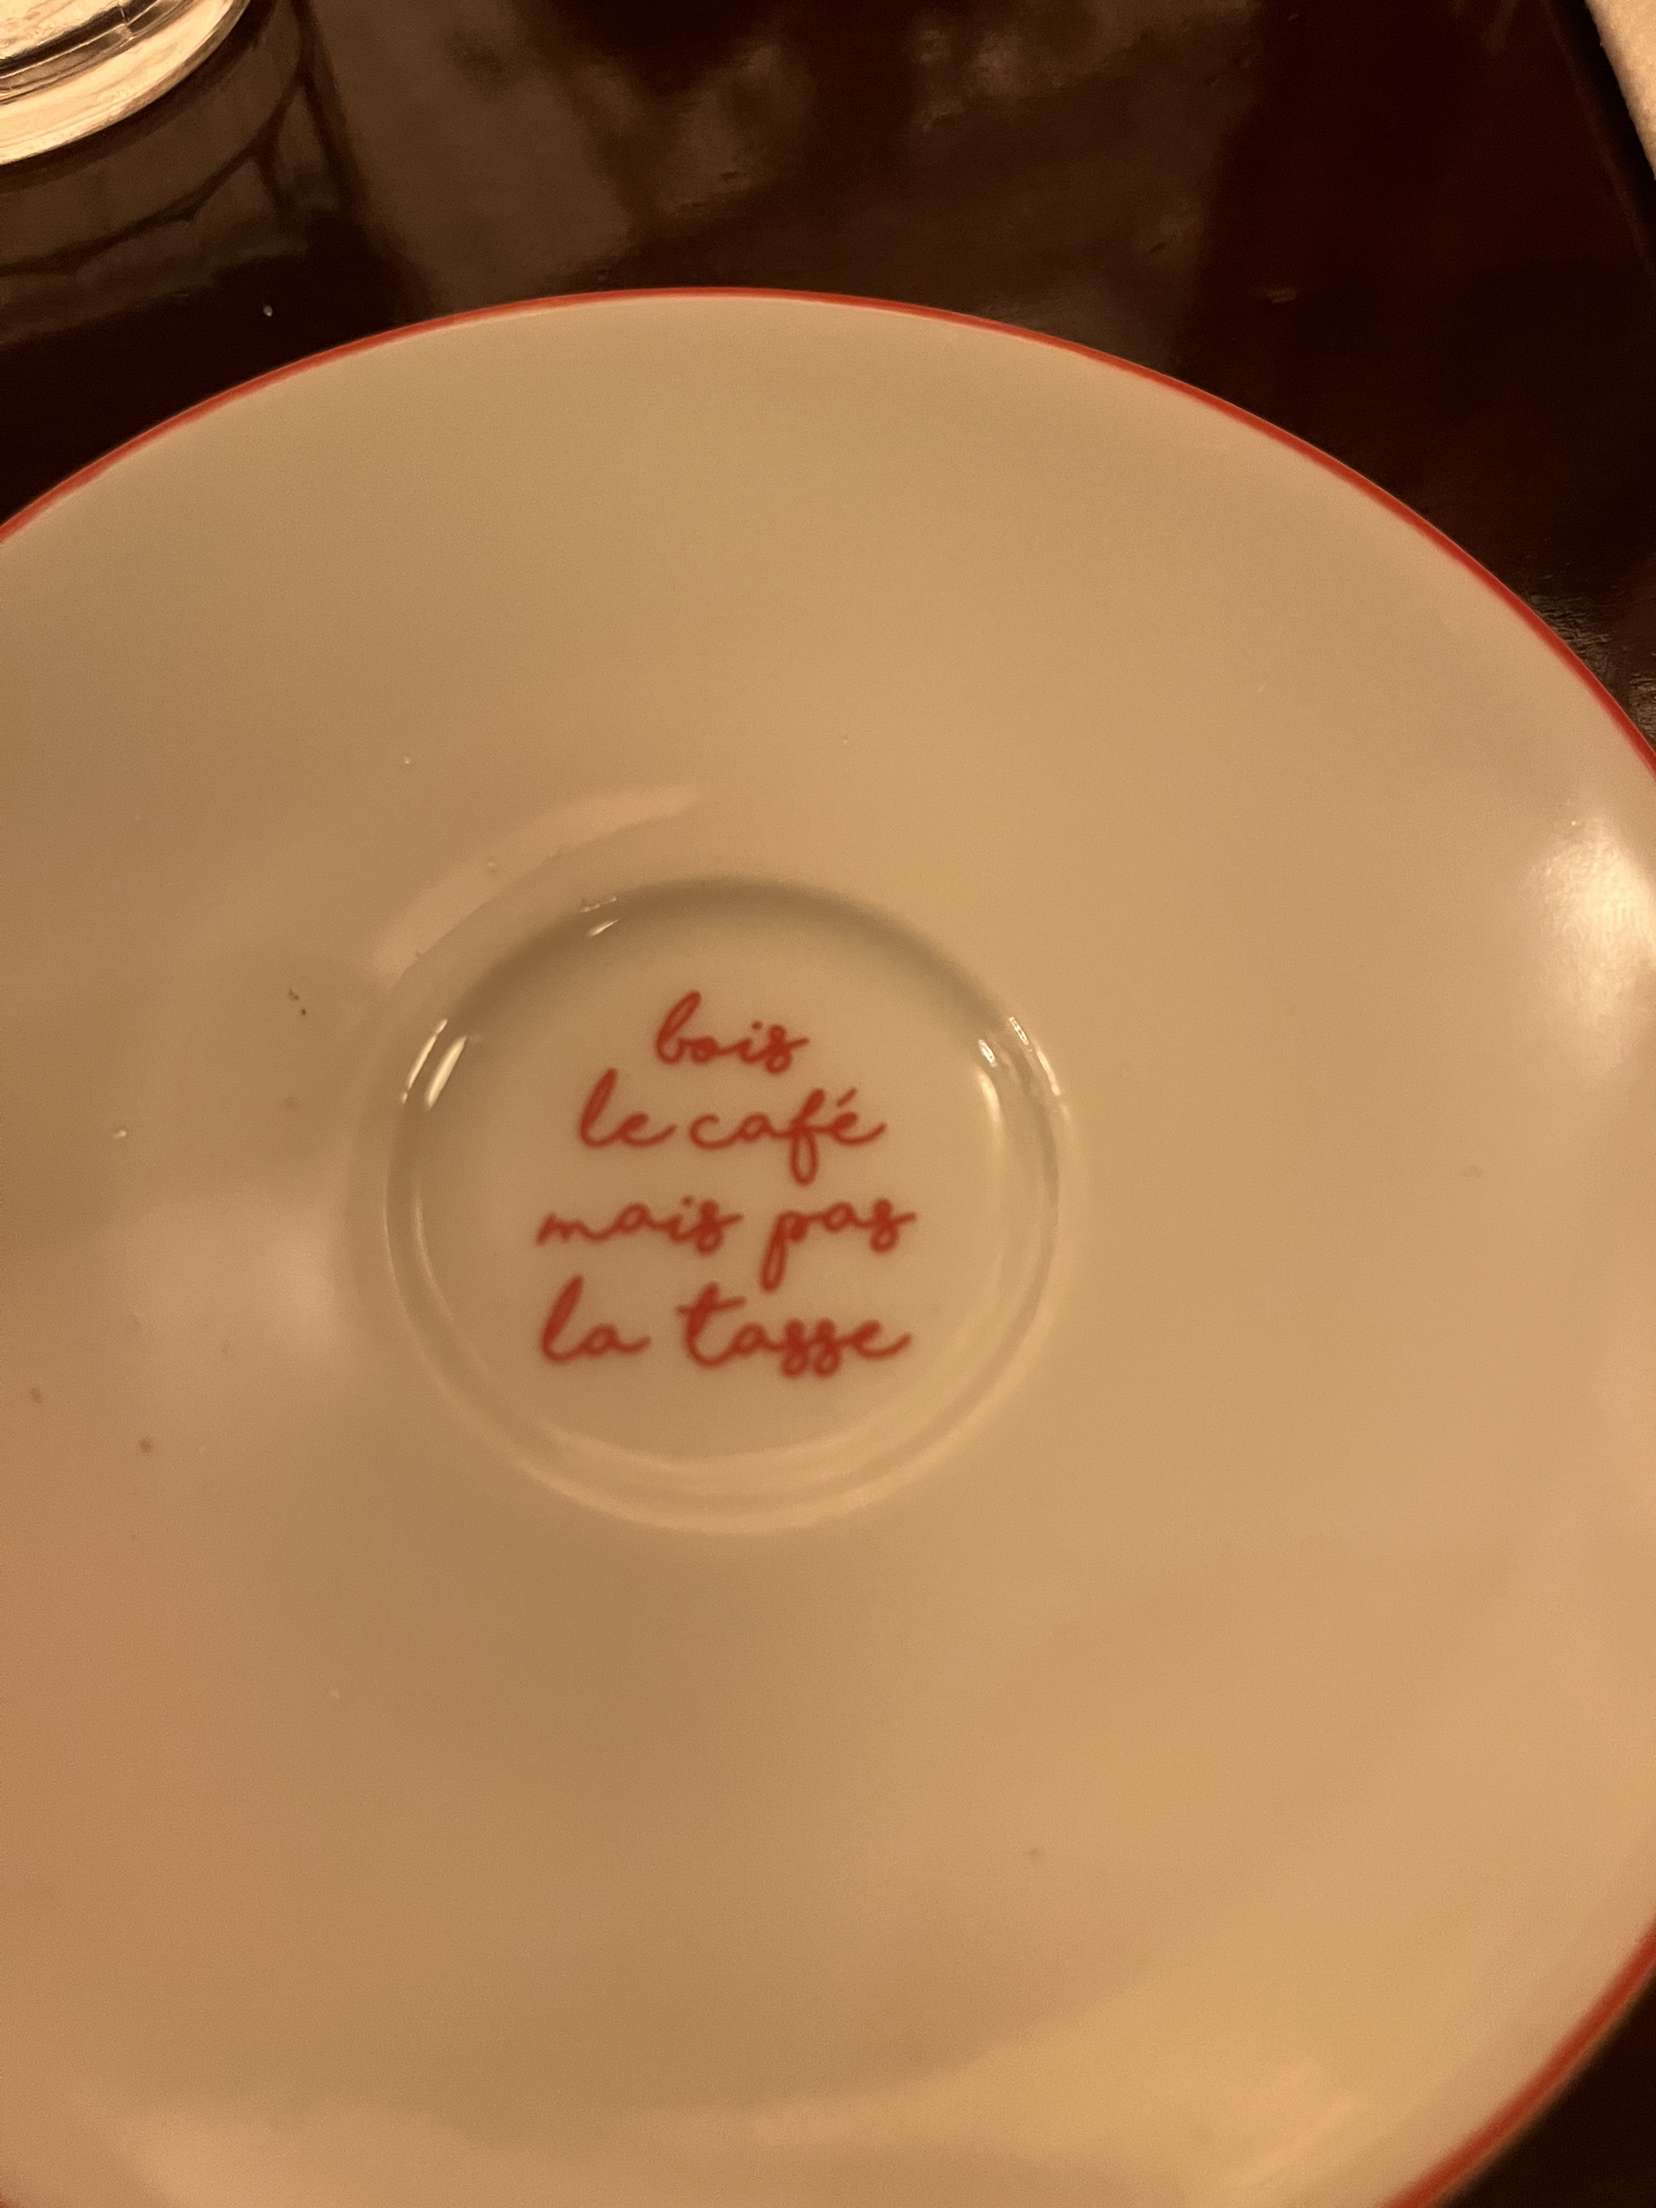 bois
le café
mais pas
la tasse